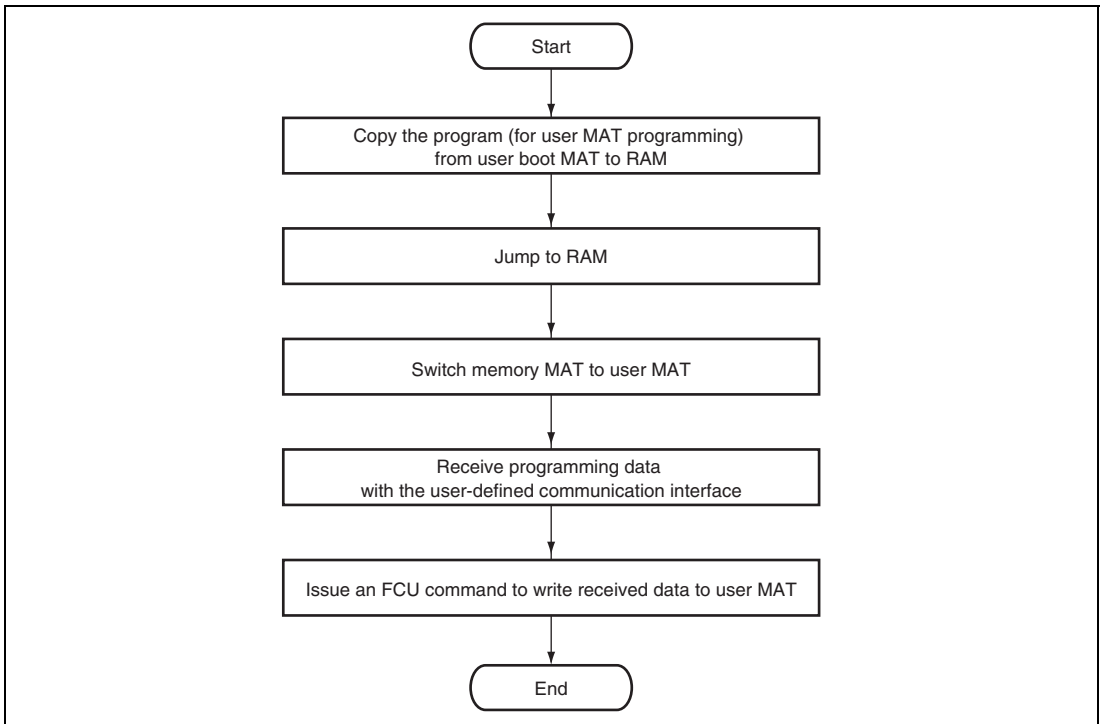 Start
Copy the program (for user MAT programming)
from user boot MAT to RAM
Jump to RAM
Switch memory MAT to user MAT
Receive programming data
with the user-defined communication interface
Issue an FCU command to write received data to user MAT
End